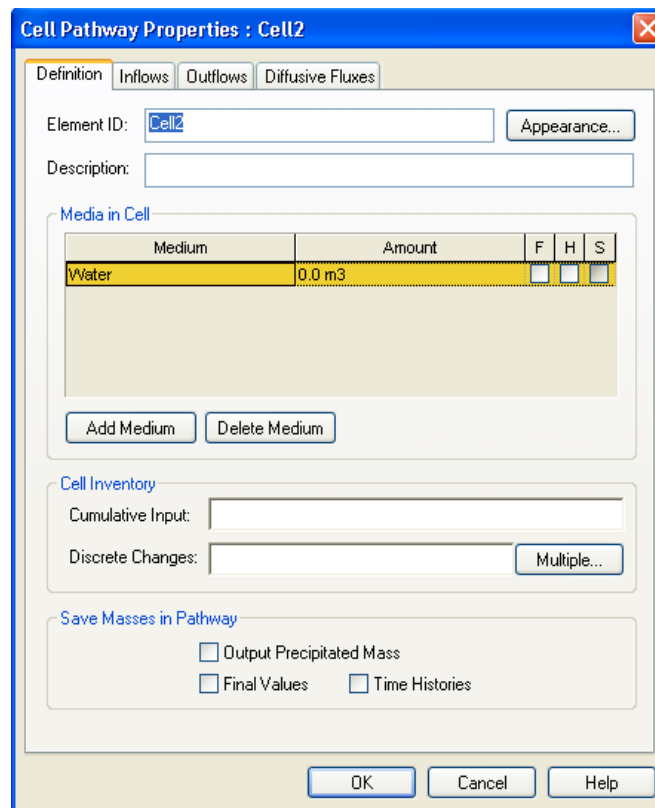 Cell Pathway Properties : Cell2
Definition Inflows Outflows Diffusive Fluxes
Element ID: Cell2 Appearance...
Description:
Media in Cell
Medium Amount F H S
Water 0.0 m3
Add Medium Delete Medium
Cell Inventory
Cumulative Input:
Discrete Changes: Multiple...
Save Masses in Pathway
Output Precipitated Mass
Final Values Time Histories
OK Cancel Help